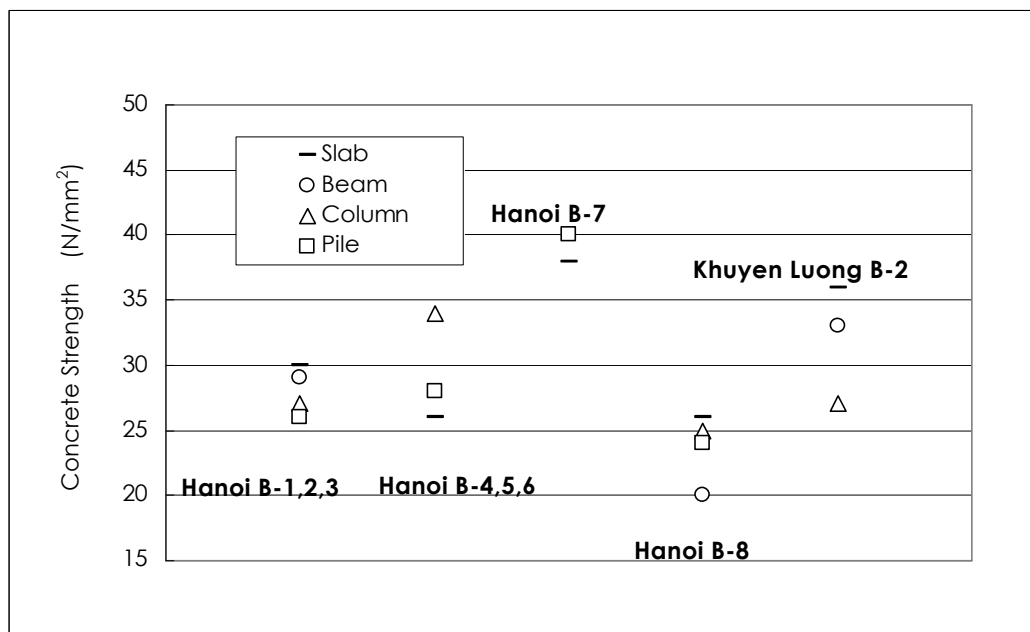 50
45
40
35
30
25
20
15
Concrete Strength (N/mm²)
Slab
Beam
Column
Pile
Hanoi B-7
Khuyen Luong B-2
Hanoi B-1,2,3
Hanoi B-4,5,6
Hanoi B-8